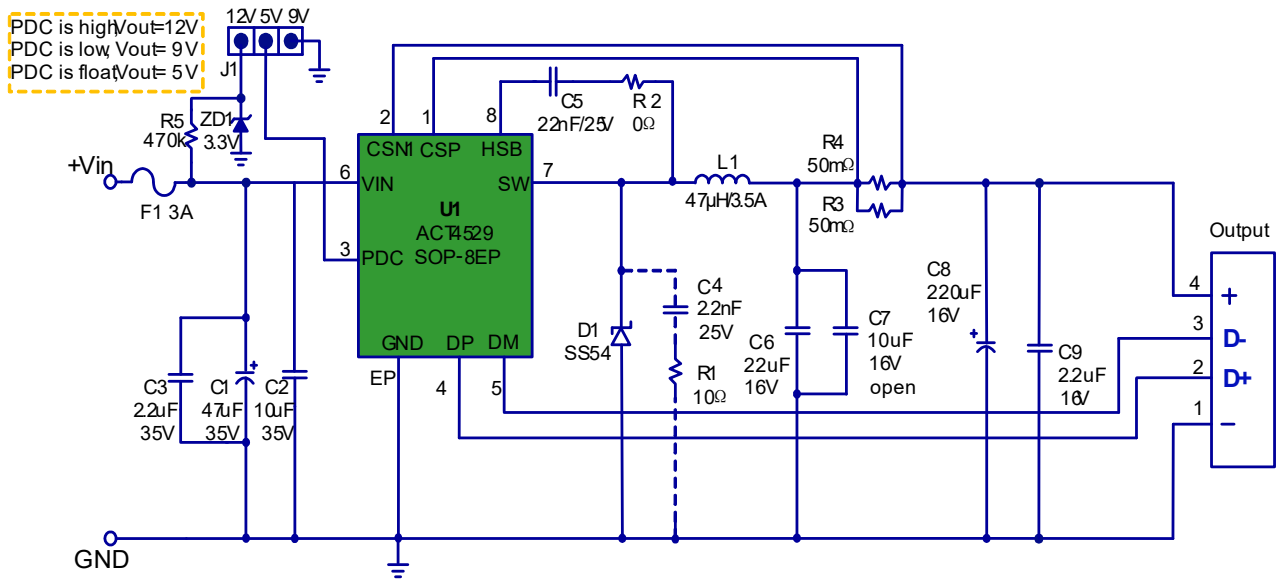 PDC is high,Vout=12V
PDC is low, Vout= 9V
PDC is float,Vout= 5V
12V 5V 9V
J1
R5
470k
ZD1
3.3V
+Vin
F1 3A
2
1
8
6
7
3
CSN1 CSP HSB
VIN
SW
U1
ACT4529
SOP-8EP
PDC
GND DP DM
EP
4
5
C5
22nF/25V
R 2
0Ω
L1
47µH/3.5A
R4
50mΩ
R3
50mΩ
C3
2.2uF
35V
C1
47uF
35V
+
C2
10uF
35V
D1
SS54
C4
2.2nF
25V
R1
10Ω
C6
22uF
16V
C7
10uF
16V
open
C8
220uF
16V
+
C9
2.2uF
16V
Output
4 +
3 D-
2 D+
1 −
GND